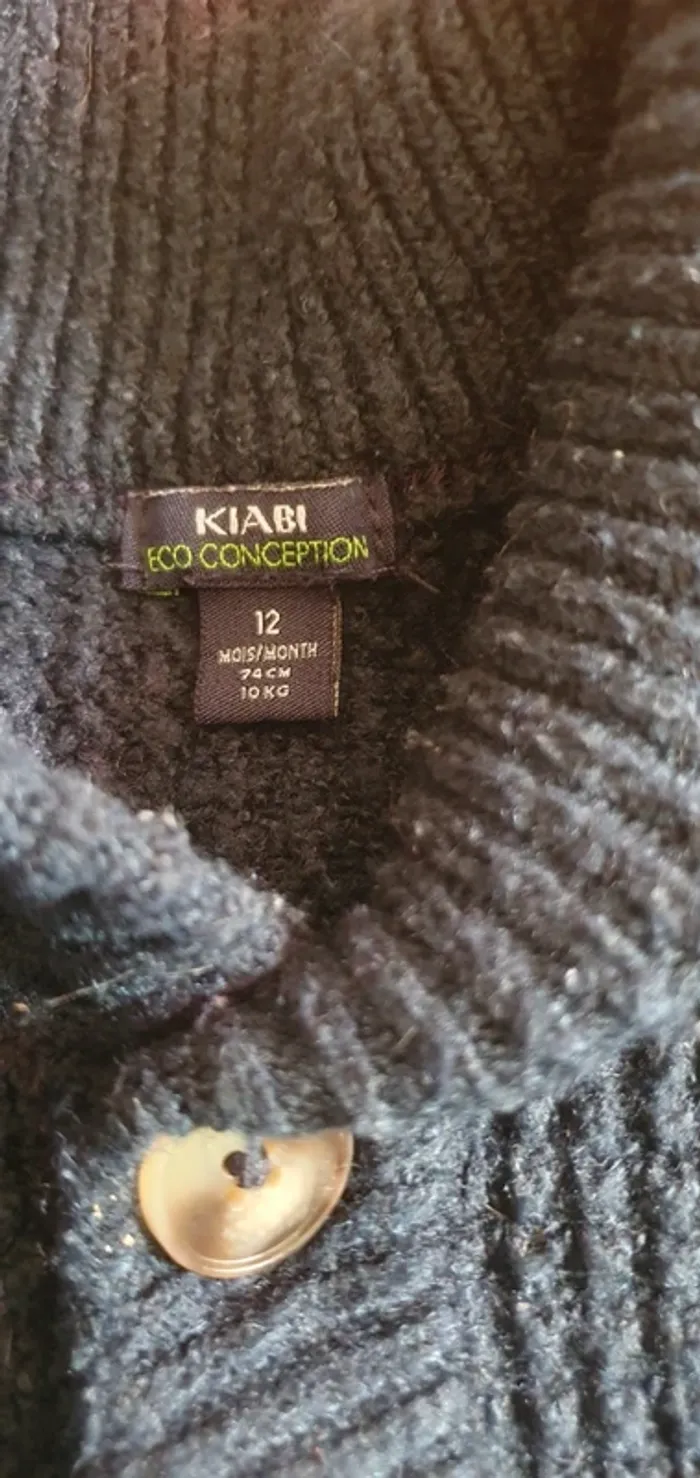 KIABI
ECO CONCEPTION
12
MOIS/MONTH
74 CM
10 KG